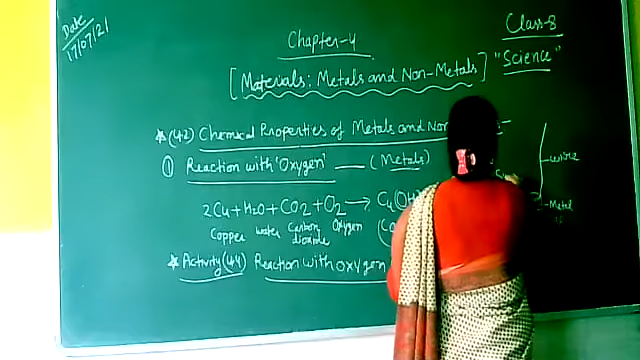 Date
17/07/21
Class-8
"Science"
Chapter-4
[Materials: Metals and Non-Metals]
* (4.2) Chemical Properties of Metals and Non
① Reaction with 'Oxygen' — (Metals)
2Cu + H2O + CO2 + O2 → Cu(OH
Copper water Carbon dioxide Oxygen
* Activity (4.4) Reaction with oxygen
wire
Metal